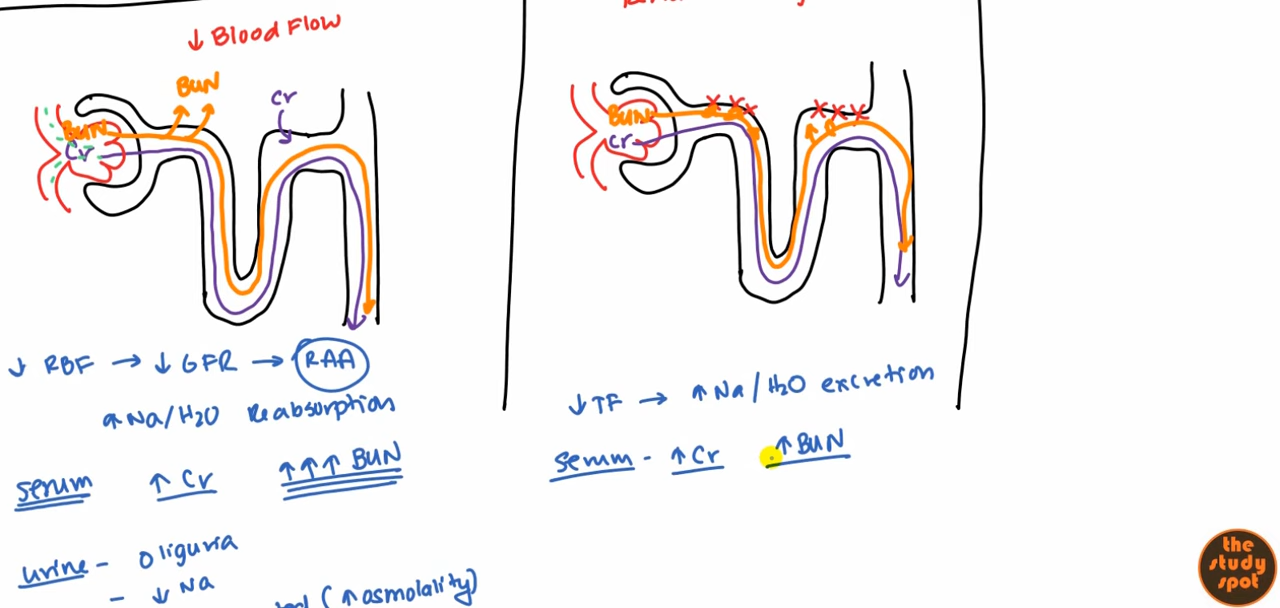 ↓ Blood Flow
BUN
Cr
BUN
Cr
↓ RBF → ↓ GFR → RAA
↑ Na/H2O Reabsorption
serum ↑ Cr ↑↑↑ BUN
urine - oliguria
- ↓ Na
(↑ osmolality)
BUN
Cr
↓ TF → ↑ Na/H2O excretion
serum - ↑ Cr ↑ BUN
the
study
spot